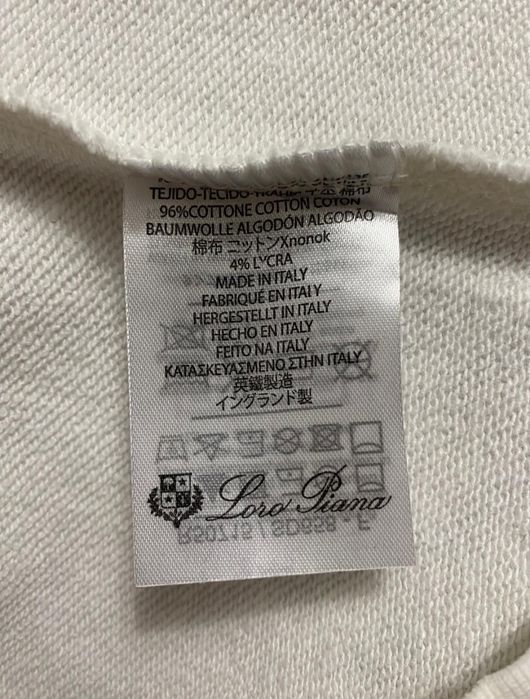 TEJIDO-TECIDO-
96%COTTONE COTTON COTON
BAUMWOLLE ALGODÓN ALGODÃO
棉布 ニットンXnonok
4% LYCRA
MADE IN ITALY
FABRIQUÉ EN ITALY
HERGESTELLT IN ITALY
HECHO EN ITALY
FEITO NA ITALY
ΚΑΤΑΣΚΕΥΑΣΜΕΝΟ ΣΤΗΝ ITALY
英鐵製造
イングランド製
Loro Piana